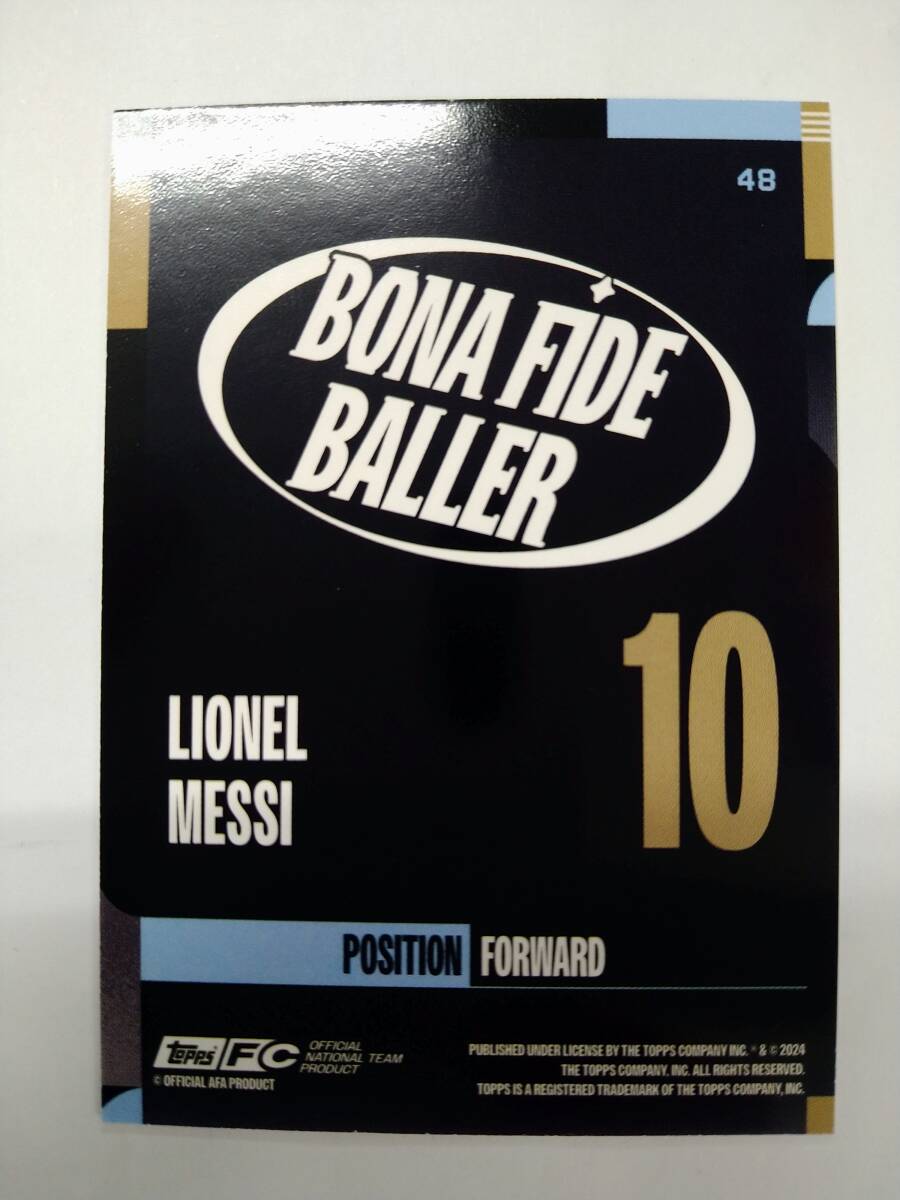 48
BONA FIDE
BALLER
10
LIONEL
MESSI
POSITION FORWARD
topps FC OFFICIAL
NATIONAL TEAM
PRODUCT
© OFFICIAL AFA PRODUCT
PUBLISHED UNDER LICENSE BY THE TOPPS COMPANY INC. ® & © 2024
THE TOPPS COMPANY, INC. ALL RIGHTS RESERVED.
TOPPS IS A REGISTERED TRADEMARK OF THE TOPPS COMPANY, INC.